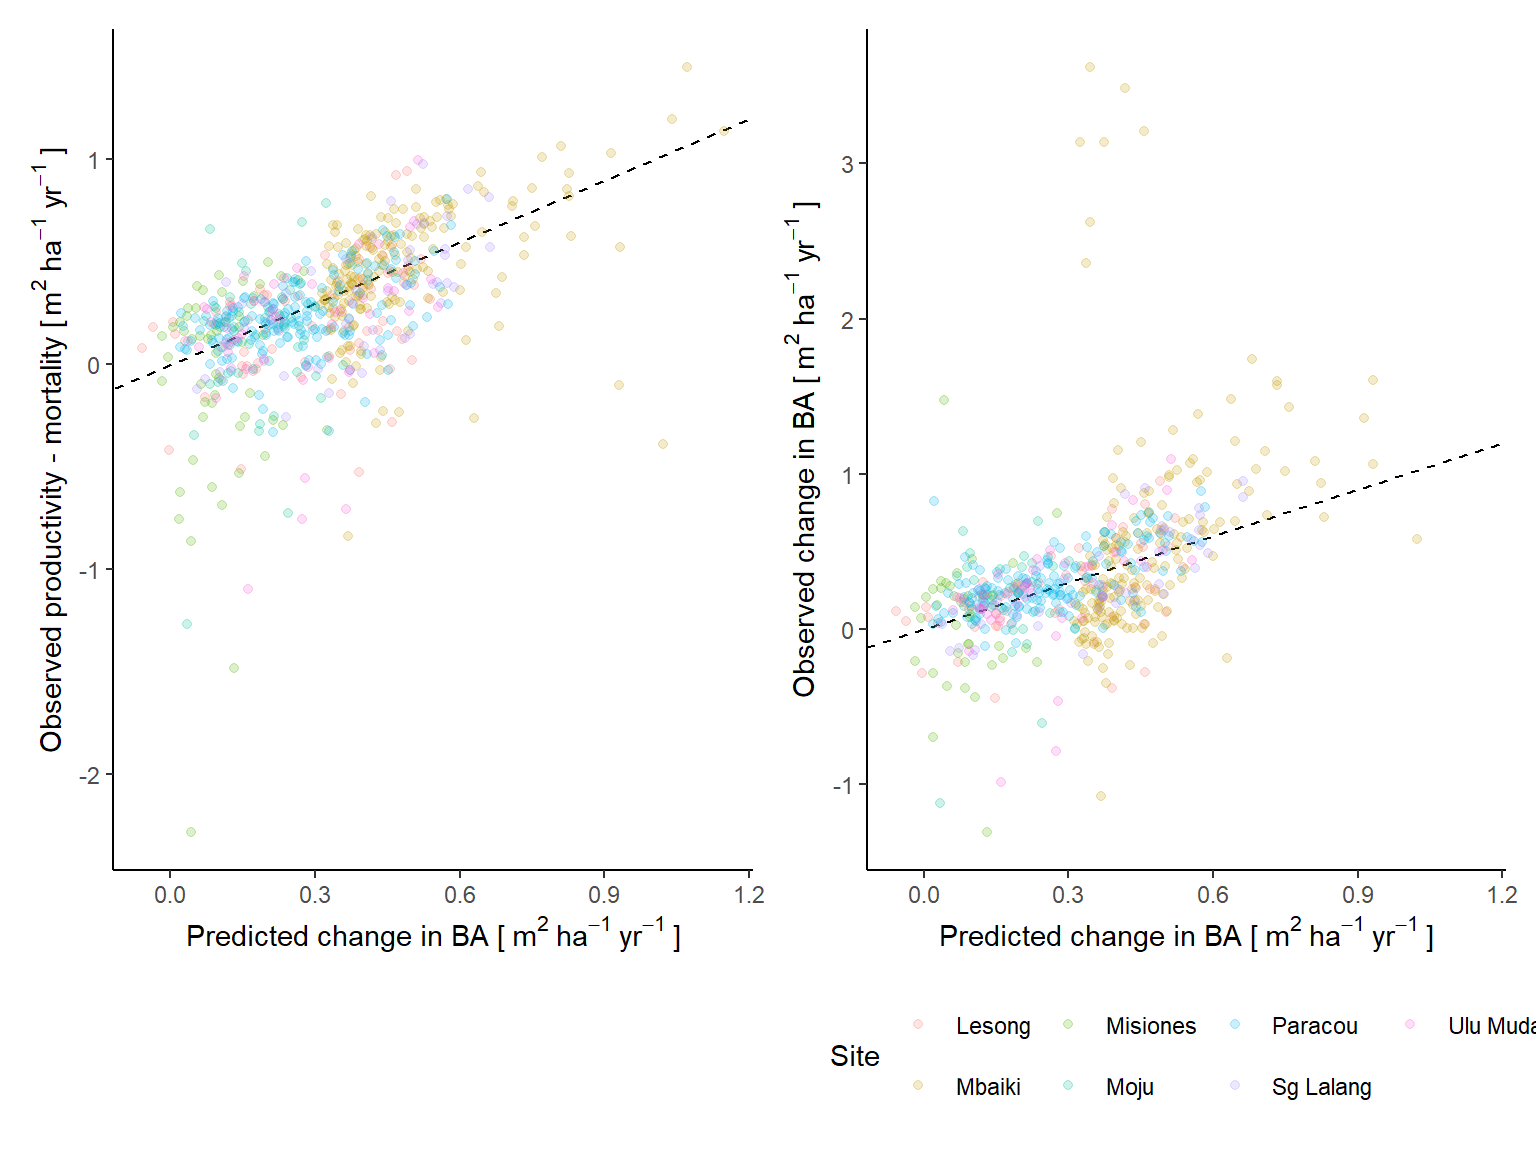 Observed productivity - mortality [ m² ha⁻¹ yr⁻¹ ]
1
0
-1
-2
0.0 0.3 0.6 0.9 1.2
Predicted change in BA [ m² ha⁻¹ yr⁻¹ ]
Observed change in BA [ m² ha⁻¹ yr⁻¹ ]
3
2
1
0
-1
0.0 0.3 0.6 0.9 1.2
Predicted change in BA [ m² ha⁻¹ yr⁻¹ ]
Site
Lesong Misiones Paracou Ulu Muda
Mbaiki Moju Sg Lalang